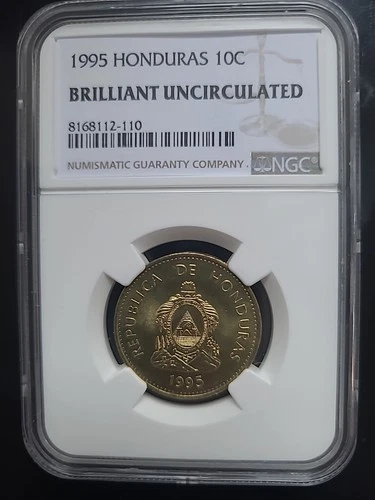 1995 HONDURAS 10C
BRILLIANT UNCIRCULATED
8168112-110
NUMISMATIC GUARANTY COMPANY
NGC
REPUBLICA DE HONDURAS
1995